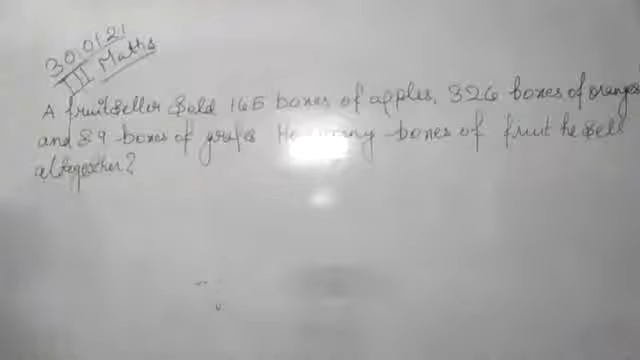 30.01.21
III Maths
A fruitseller sold 165 boxes of apples, 326 boxes of oranges
and 89 boxes of grapes How many boxes of fruit he sell
altogether?